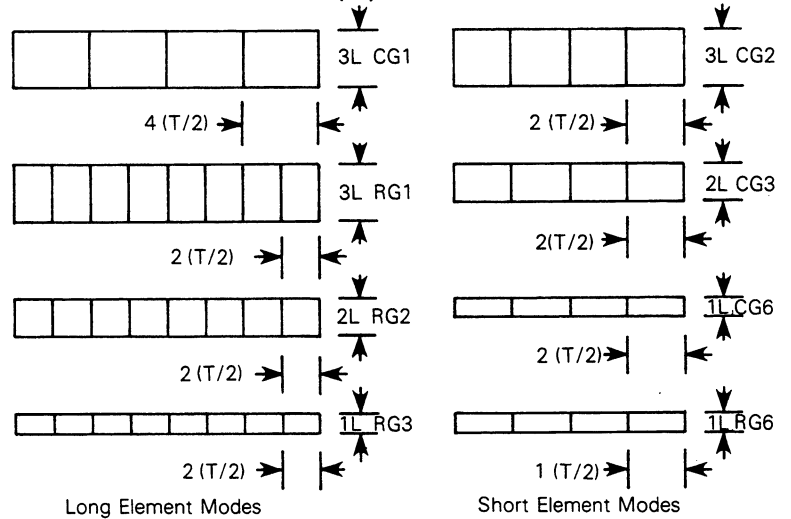 3L CG1
4 (T/2)
3L RG1
2 (T/2)
2L RG2
2 (T/2)
1L RG3
2 (T/2)
Long Element Modes
3L CG2
2 (T/2)
2L CG3
2(T/2)
1L CG6
2 (T/2)
1L RG6
1 (T/2)
Short Element Modes